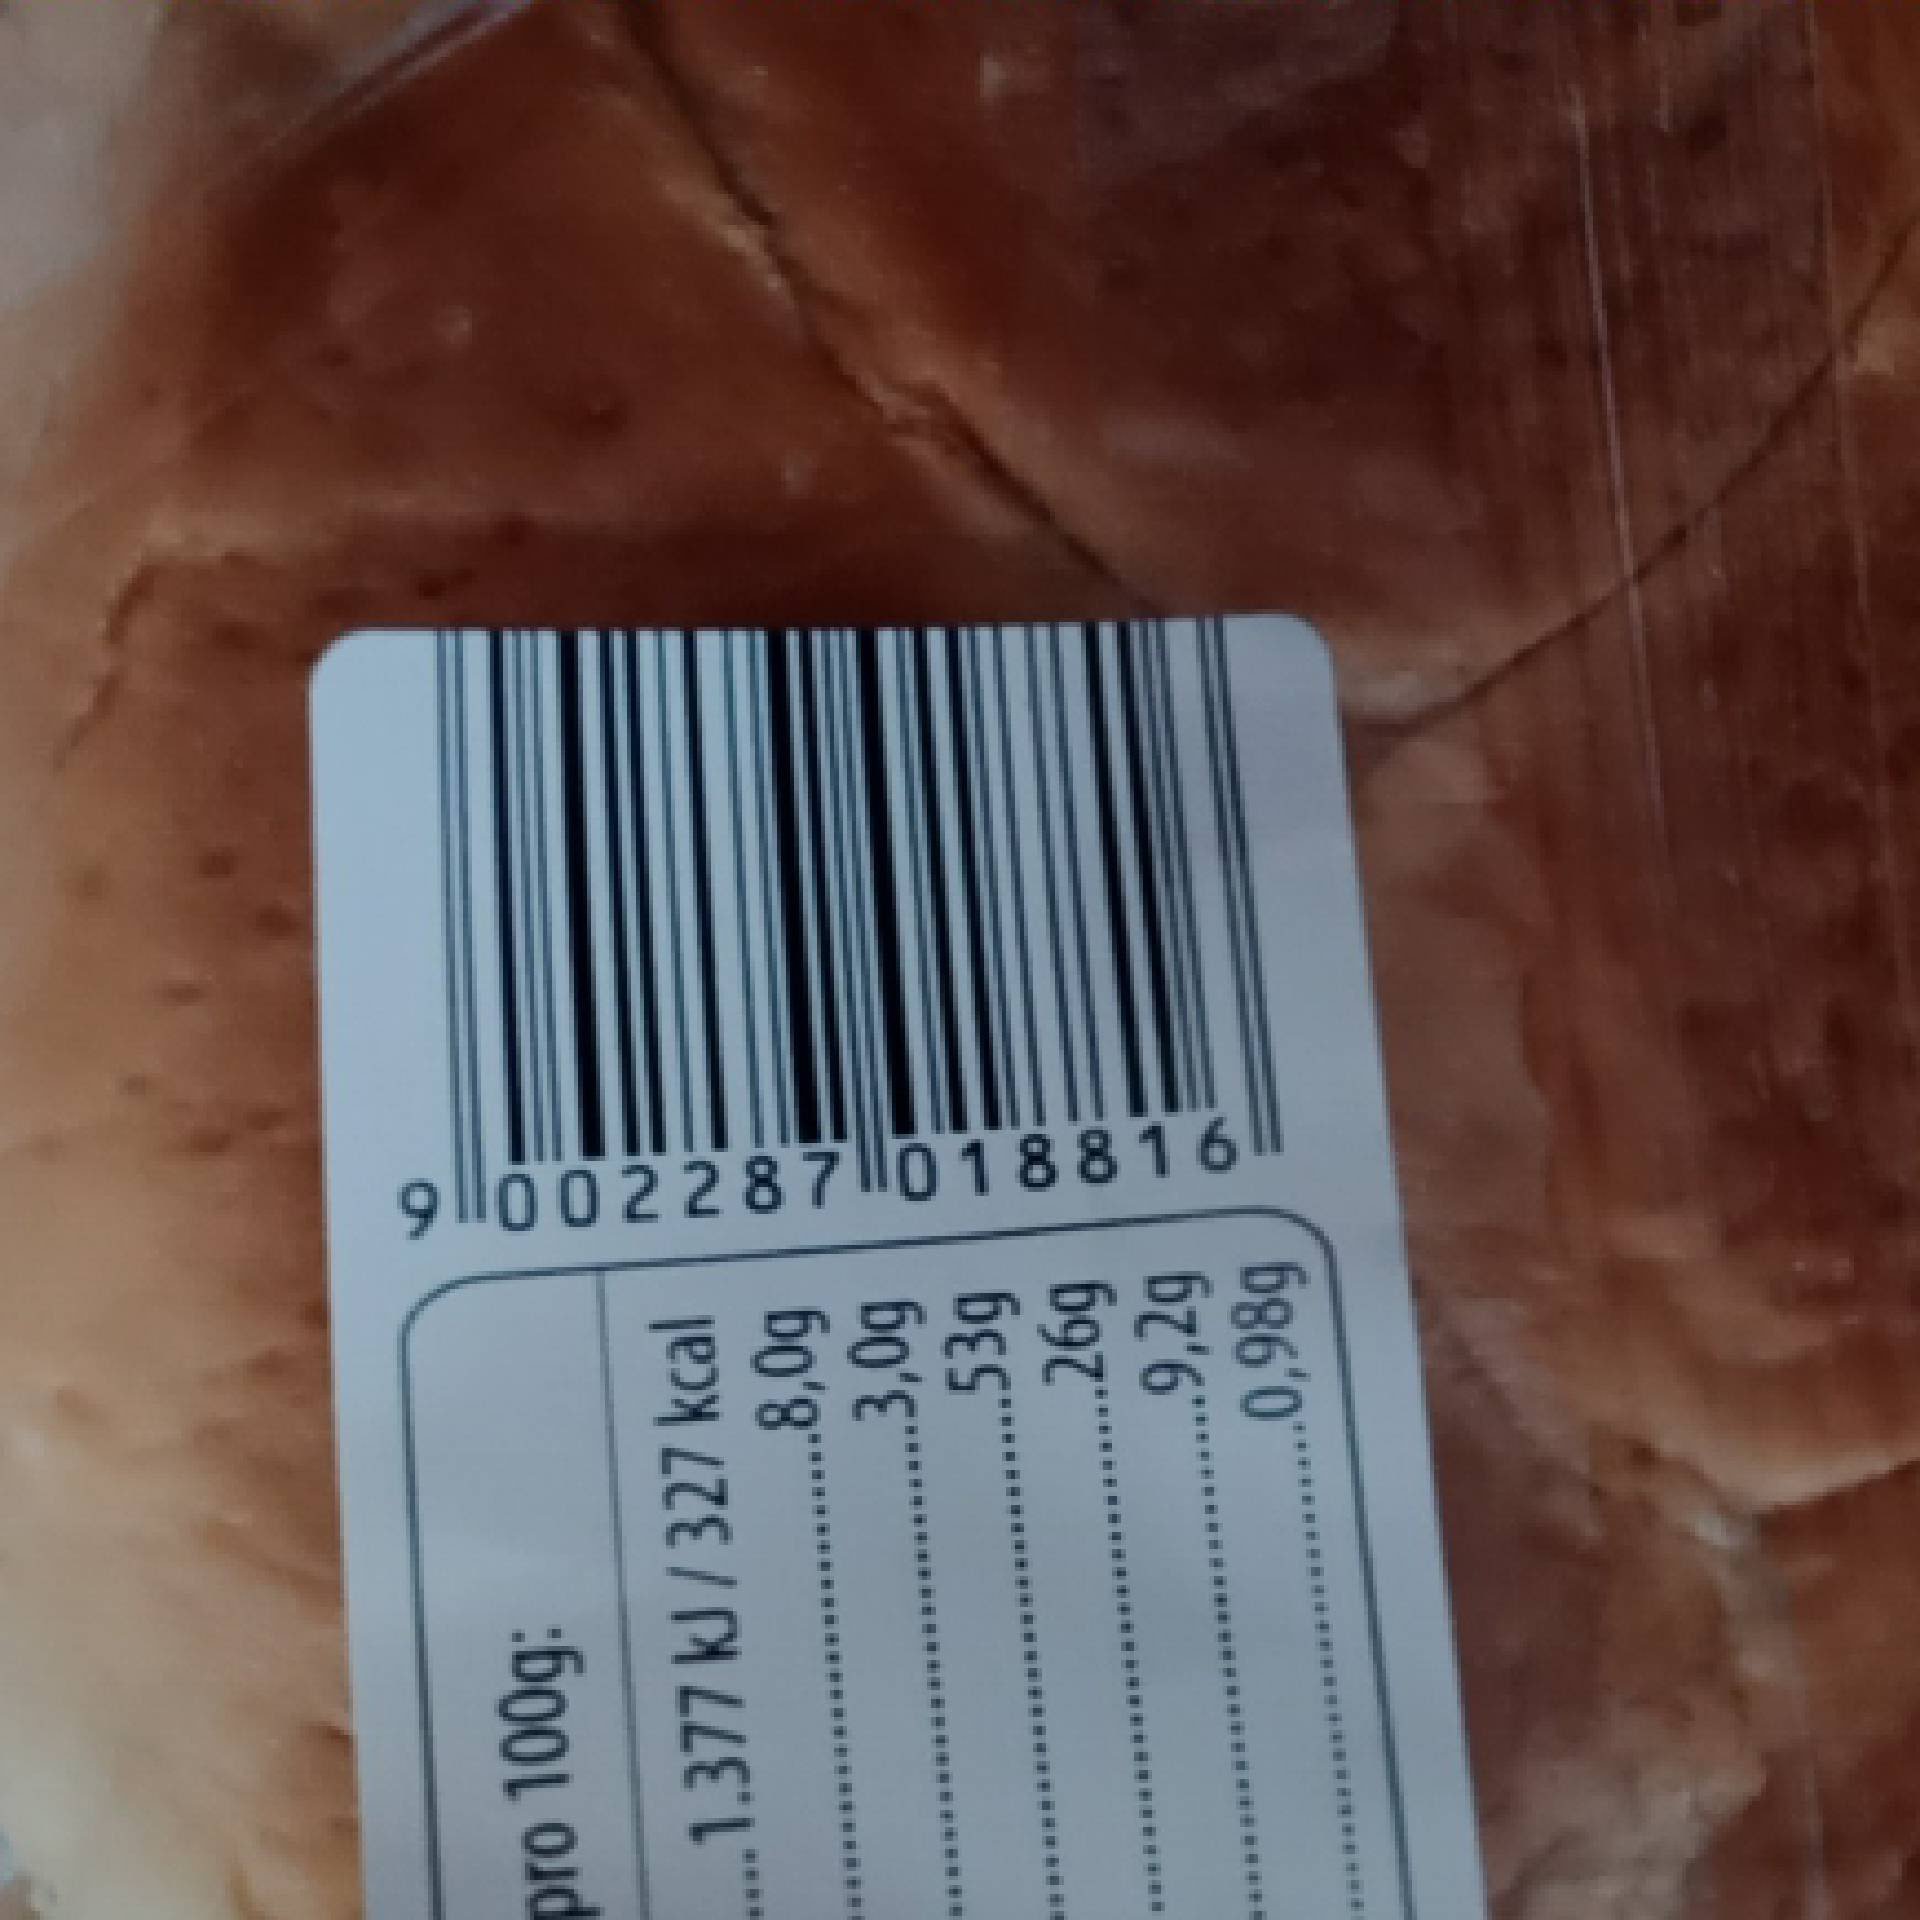 9 002287 018816
pro 100g:
1.377 kJ / 327 kcal
8,0g
3,0g
53g
26g
9,2g
0,98g